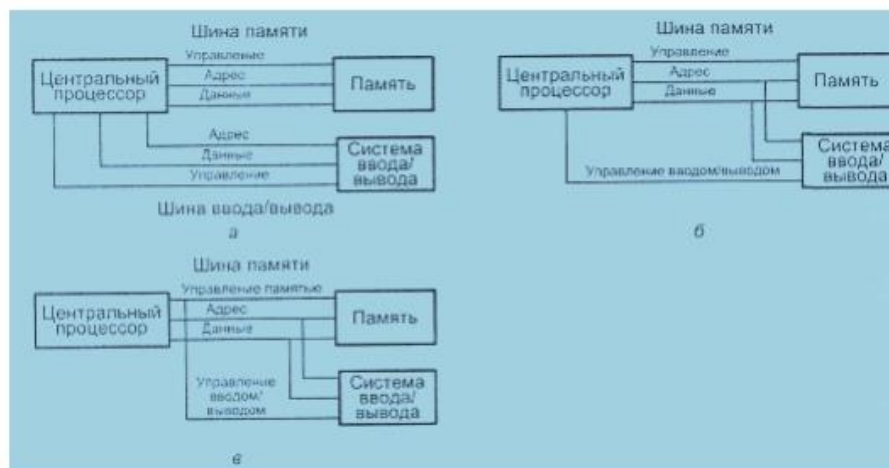 Шина памяти
Управление
Центральный
процессор
Адрес
Данные
Память
Адрес
Данные
Управление
Система
ввода/
вывода
Шина ввода/вывода
а
Шина памяти
Управление
Центральный
процессор
Адрес
Данные
Память
Система
ввода/
вывода
Управление вводом/выводом
б
Шина памяти
Управление памятью
Центральный
процессор
Адрес
Данные
Память
Управление
вводом/
выводом
Система
ввода/
вывода
в